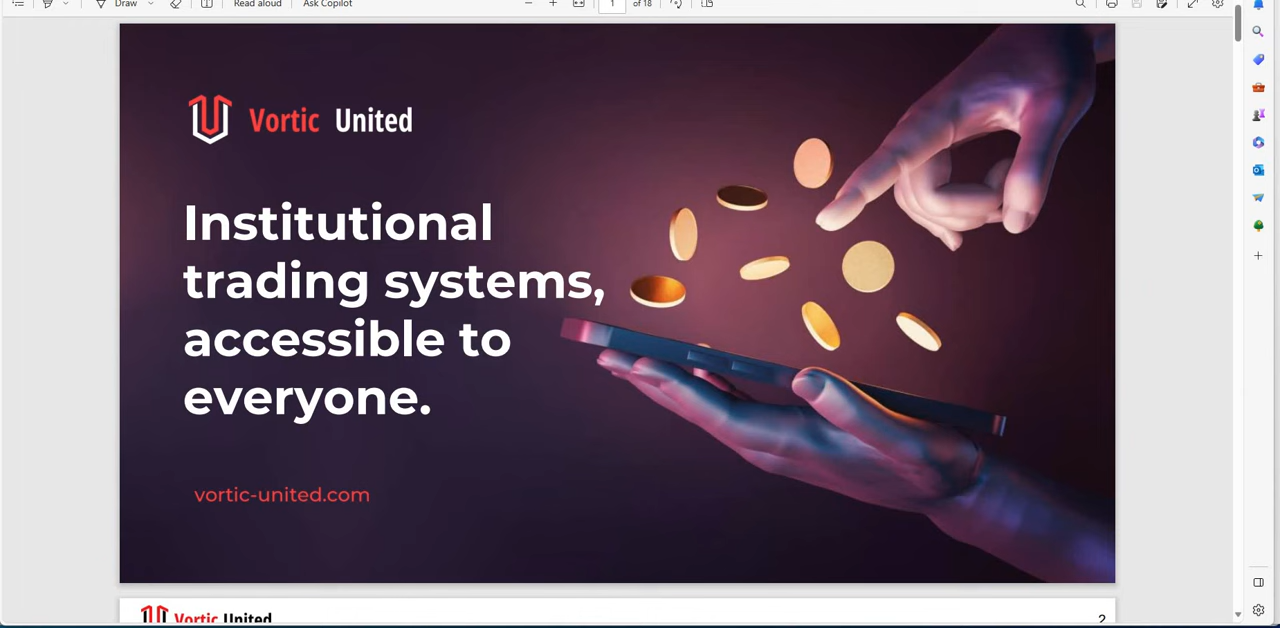 Draw
Read aloud
Ask Copilot
1
of 18
Vortic United
Institutional
trading systems,
accessible to
everyone.
vortic-united.com
Vortic United
2